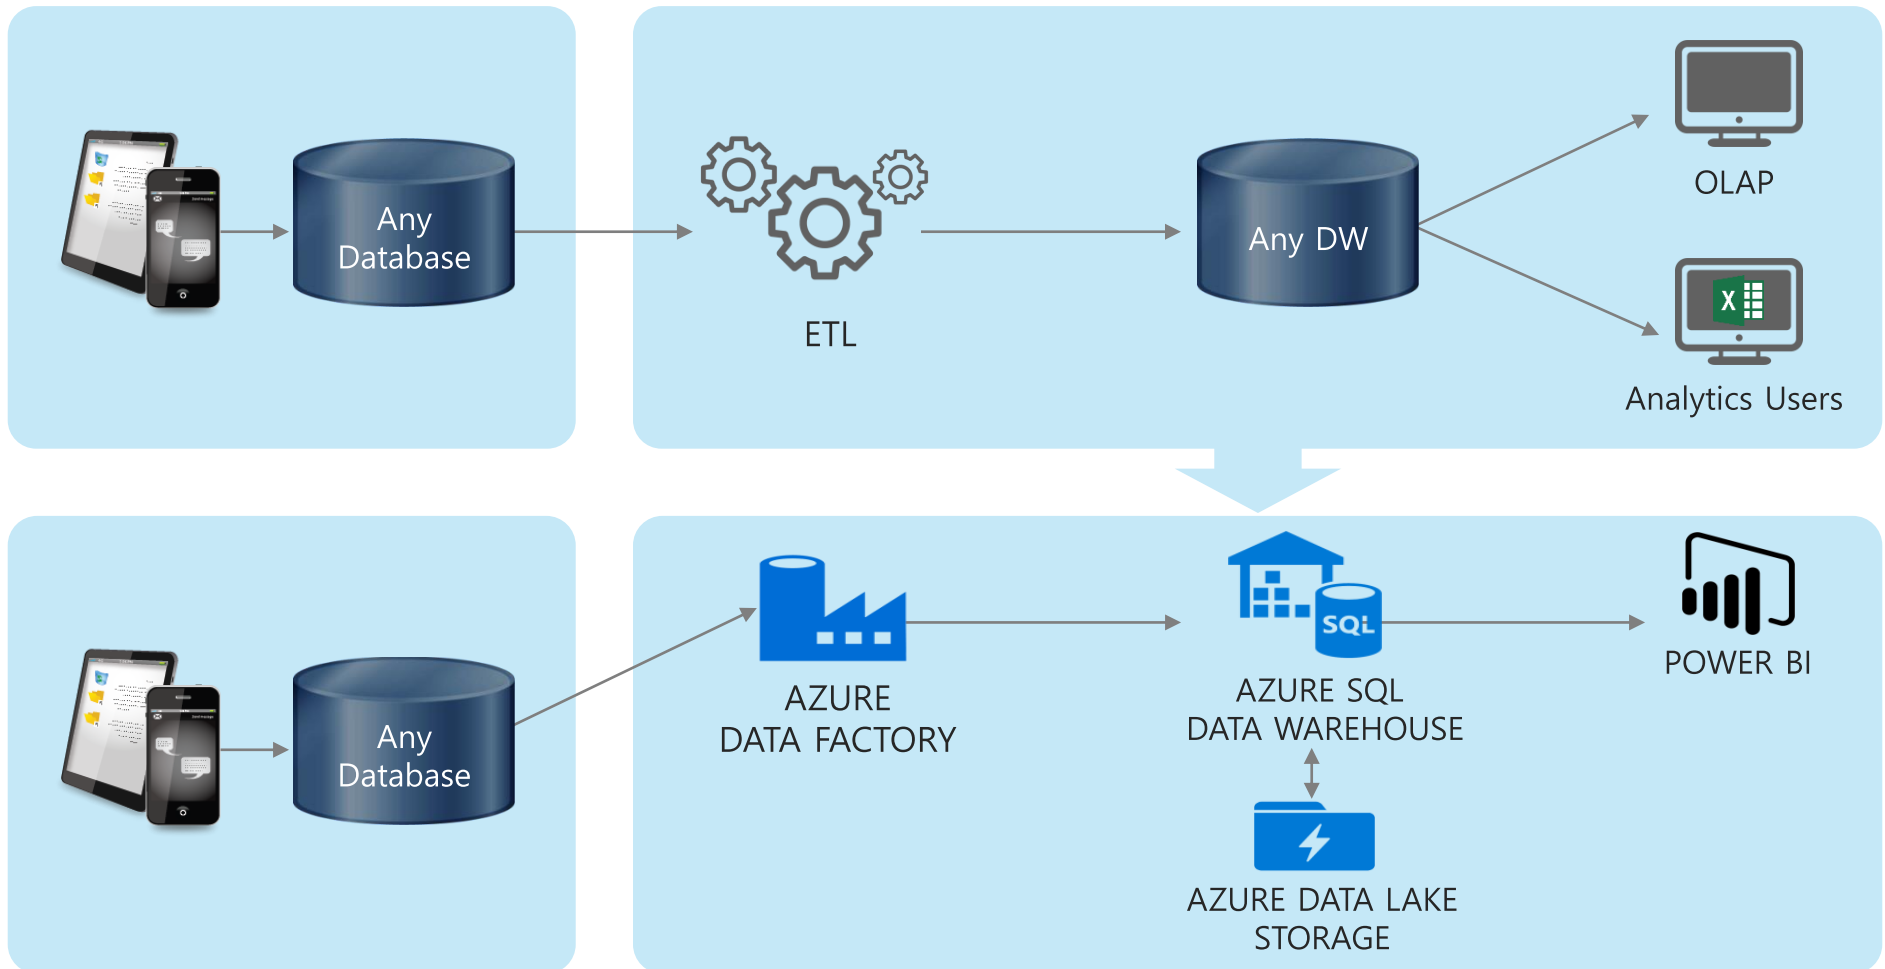 Any
Database
ETL
Any DW
OLAP
X
Analytics Users
Any
Database
AZURE
DATA FACTORY
SQL
AZURE SQL
DATA WAREHOUSE
POWER BI
AZURE DATA LAKE
STORAGE